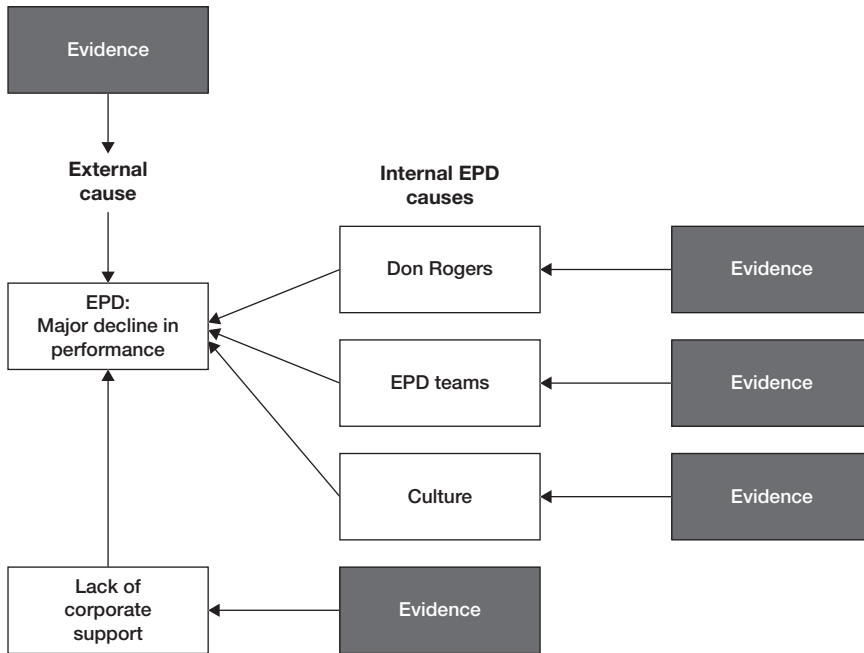 Evidence
External
cause
Internal EPD
causes
Don Rogers
Evidence
EPD:
Major decline in
performance
EPD teams
Evidence
Culture
Evidence
Lack of
corporate
support
Evidence